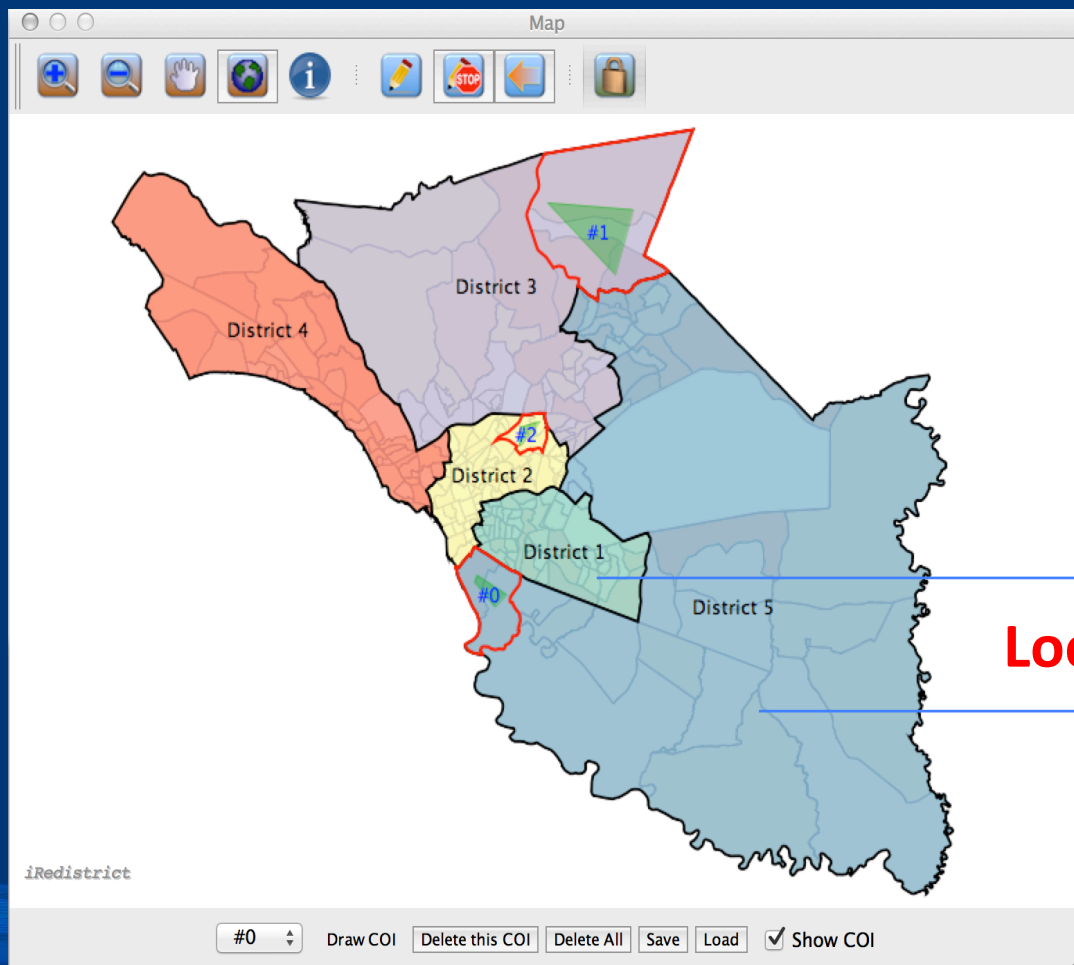 Map
STOP
#1
District 3
District 4
#2
District 2
District 1
#0
District 5
iRedistrict
#0
Draw COI
Delete this COI
Delete All
Save
Load
Show COI